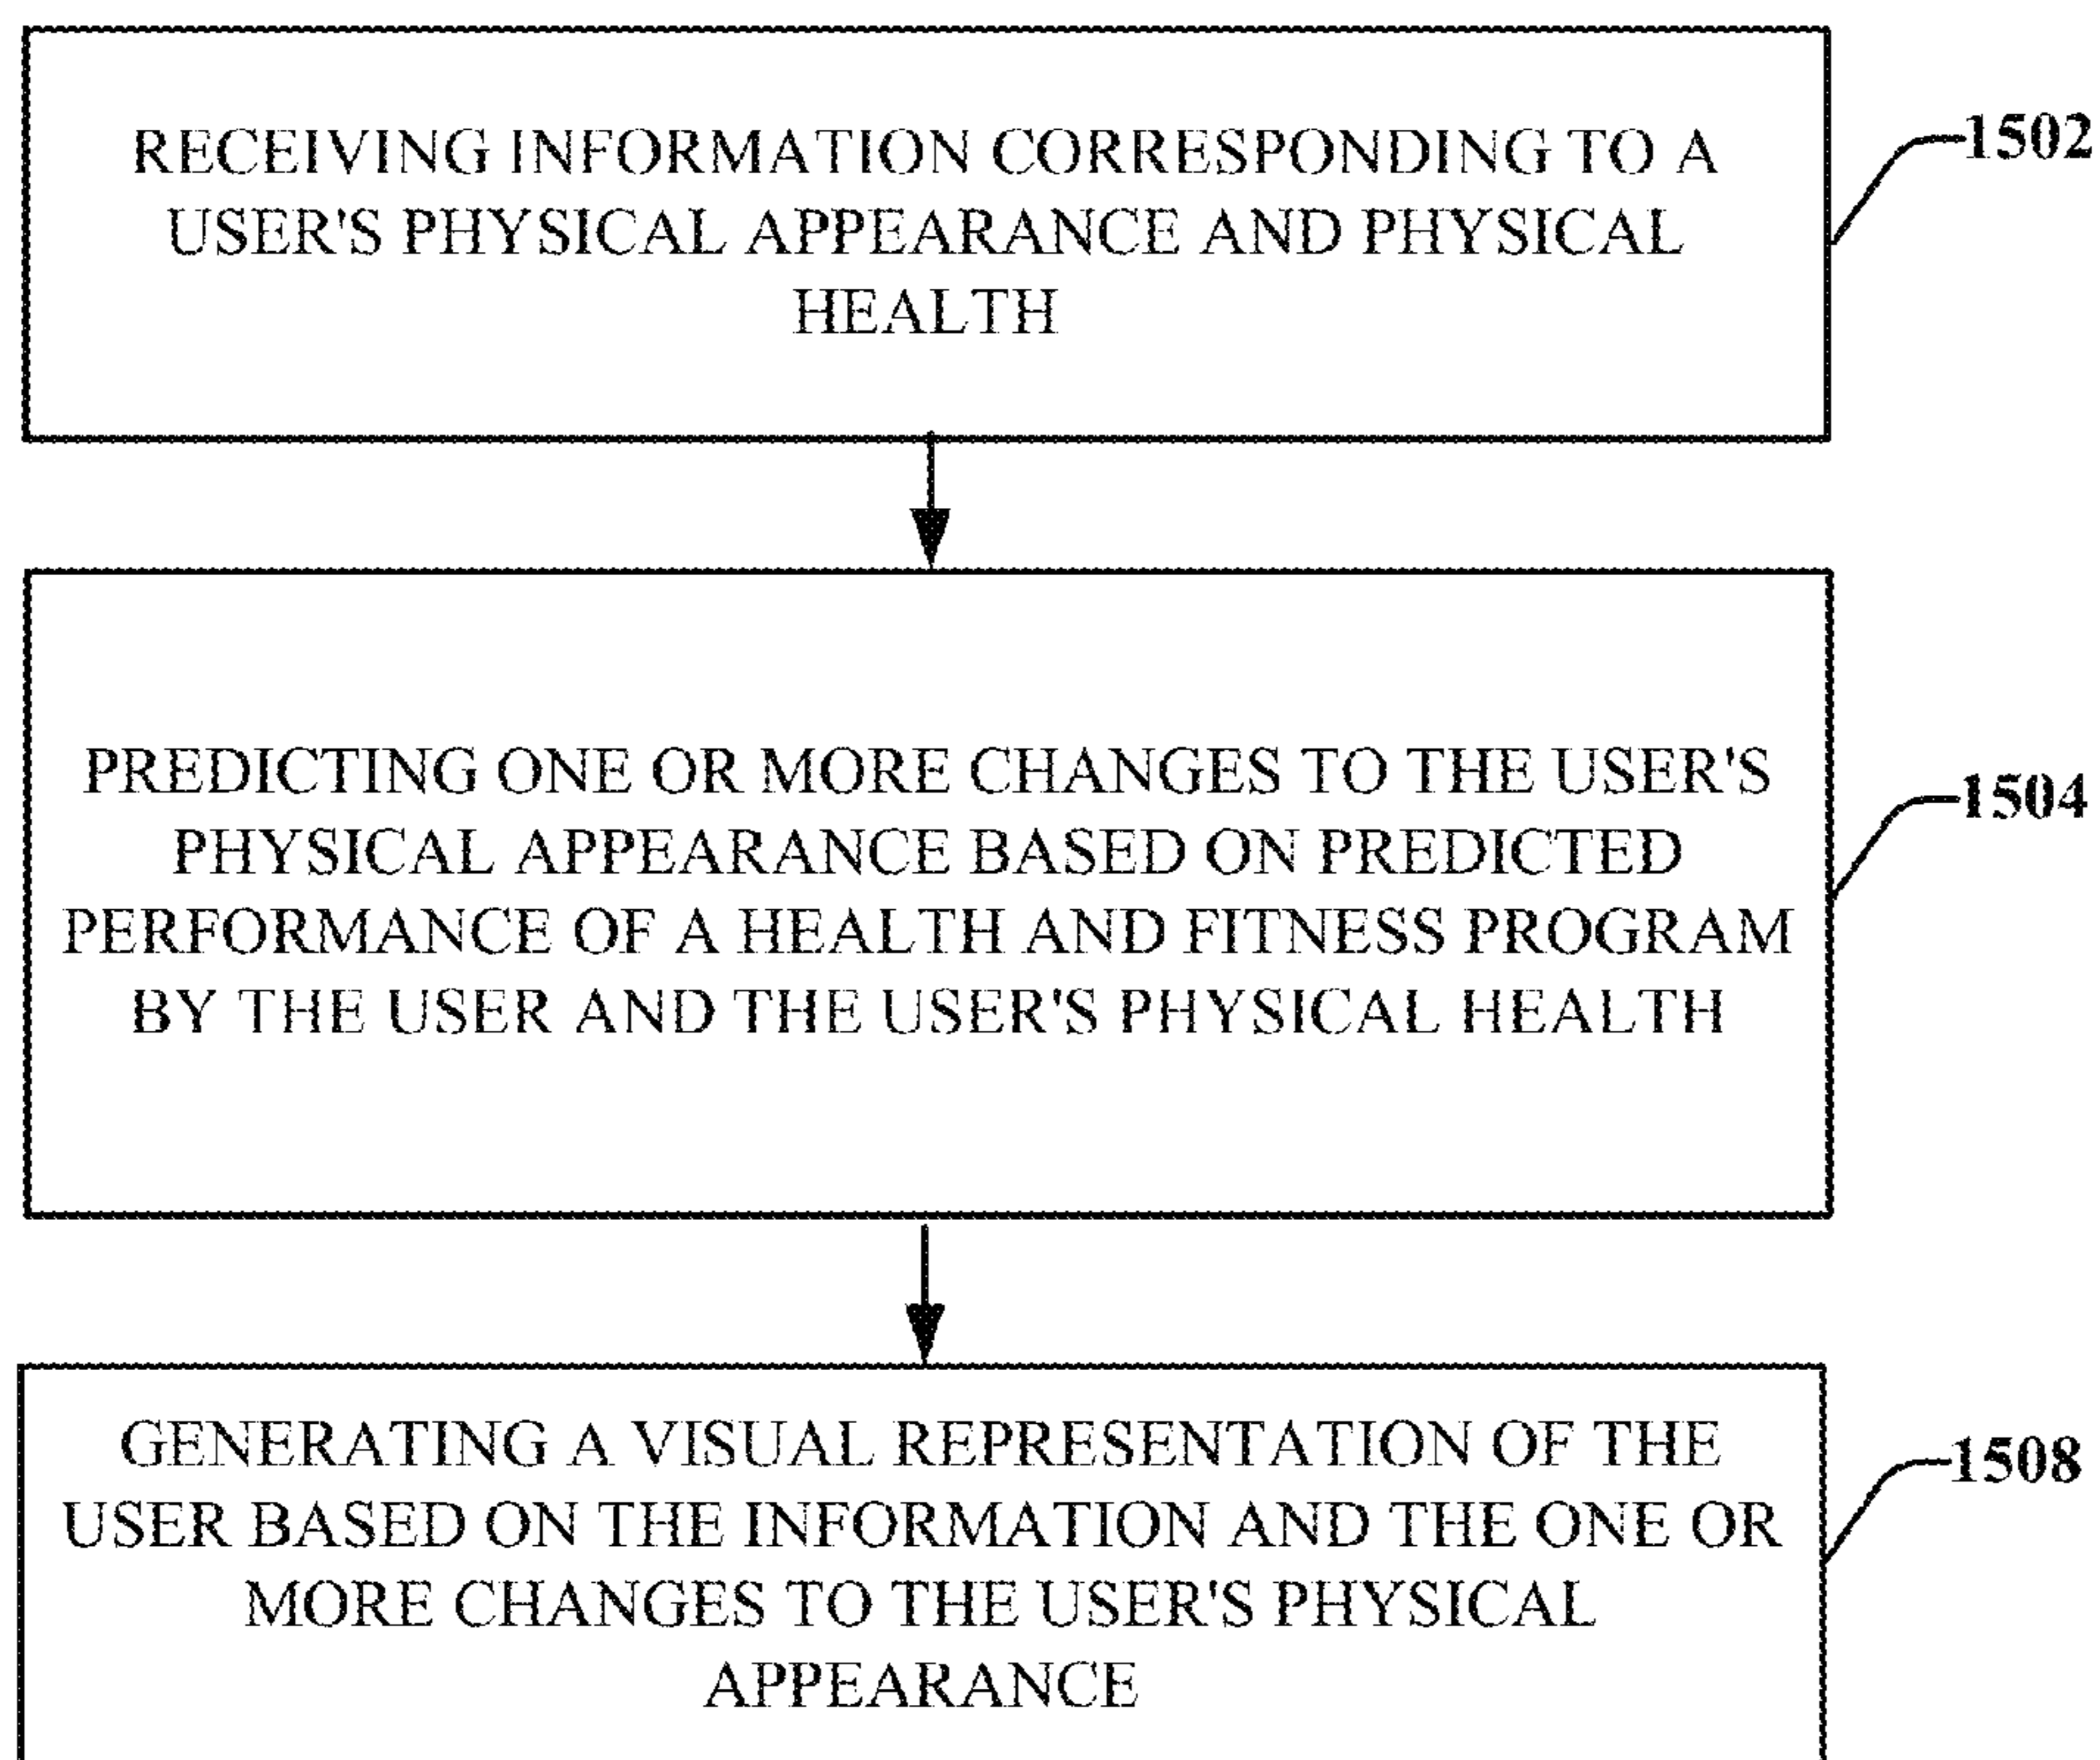 RECEIVING INFORMATION CORRESPONDING TO A
USER'S PHYSICAL APPEARANCE AND PHYSICAL
HEALTH
1502
PREDICTING ONE OR MORE CHANGES TO THE USER'S
PHYSICAL APPEARANCE BASED ON PREDICTED
PERFORMANCE OF A HEALTH AND FITNESS PROGRAM
BY THE USER AND THE USER'S PHYSICAL HEALTH
1504
GENERATING A VISUAL REPRESENTATION OF THE
USER BASED ON THE INFORMATION AND THE ONE OR
MORE CHANGES TO THE USER'S PHYSICAL
APPEARANCE
1508